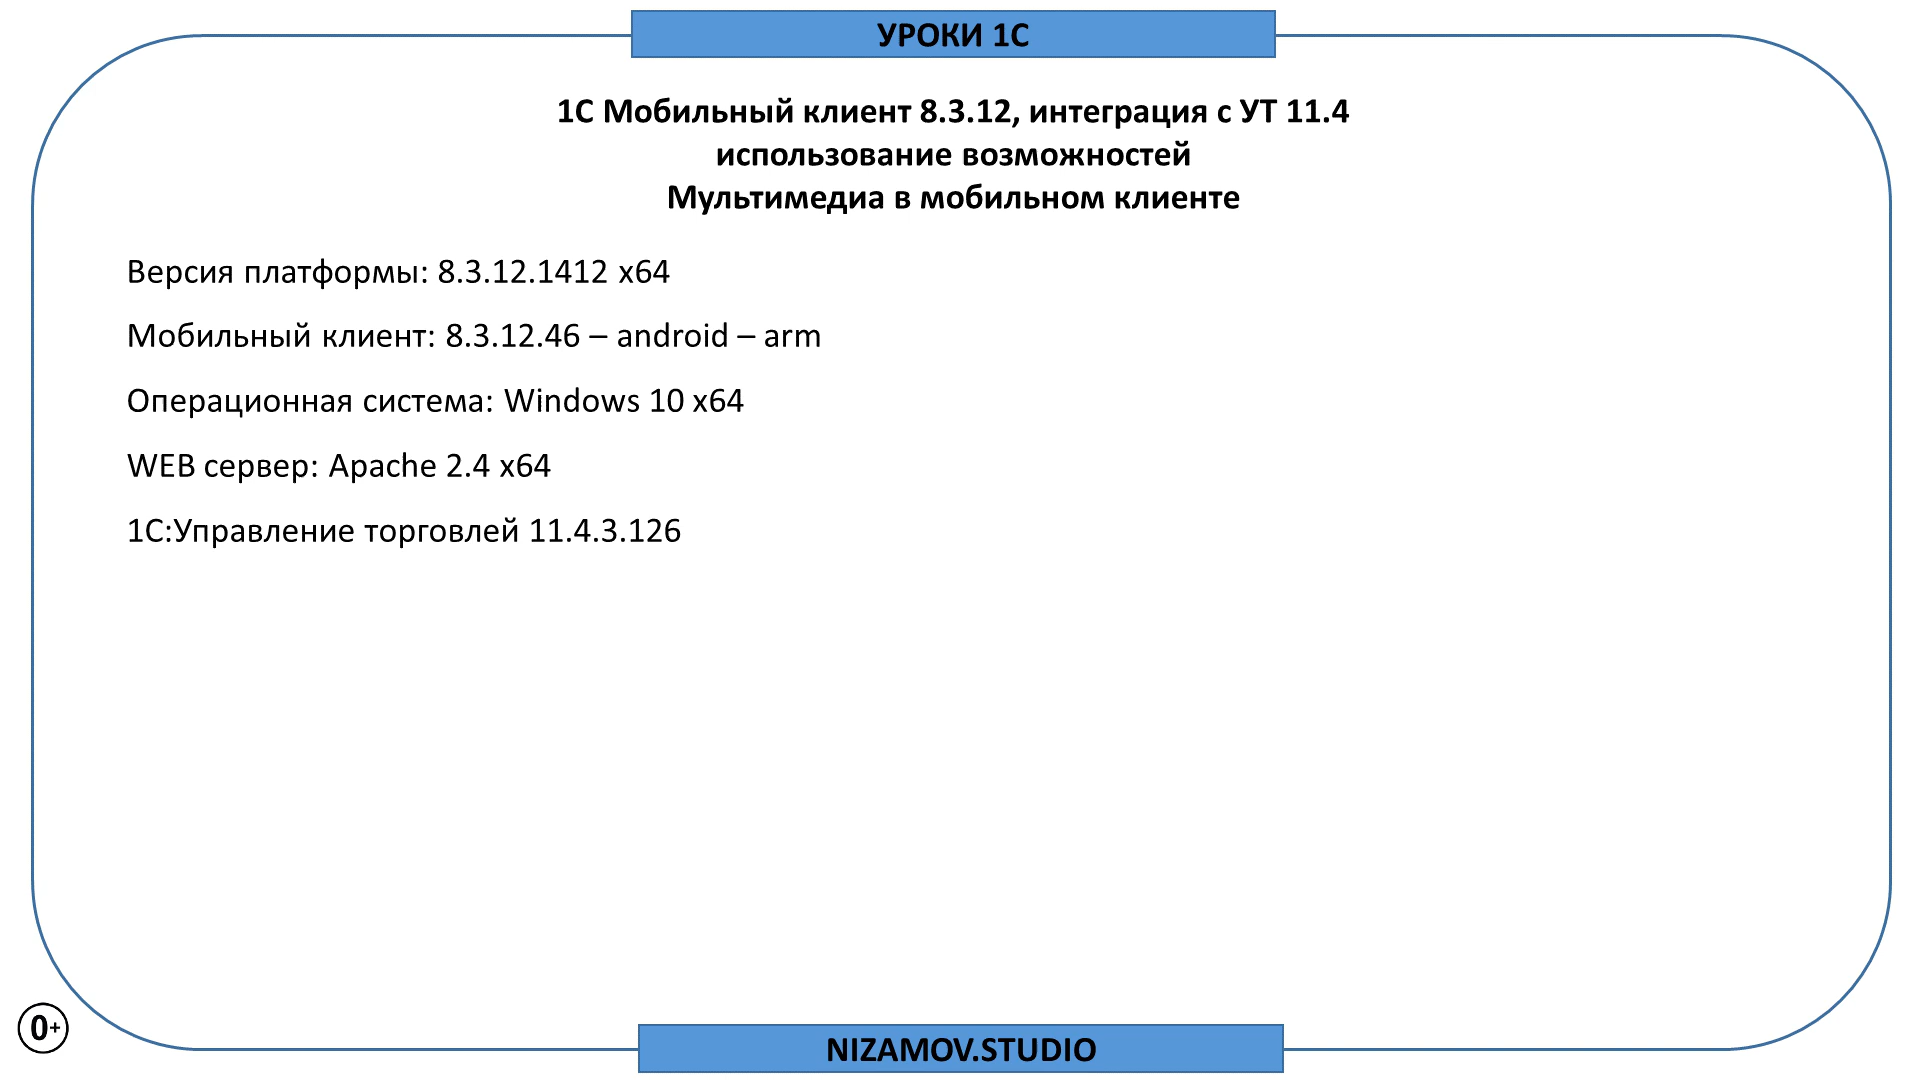 УРОКИ 1С
1С Мобильный клиент 8.3.12, интеграция с УТ 11.4
использование возможностей
Мультимедиа в мобильном клиенте
Версия платформы: 8.3.12.1412 x64
Мобильный клиент: 8.3.12.46 – android – arm
Операционная система: Windows 10 x64
WEB сервер: Apache 2.4 x64
1С:Управление торговлей 11.4.3.126
0+
NIZAMOV.STUDIO